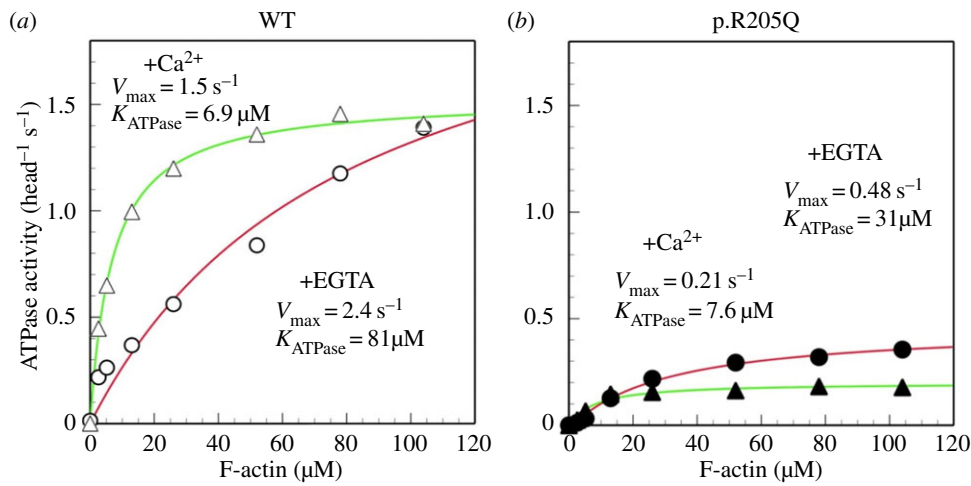 (a) WT
+Ca²⁺
Vmax = 1.5 s⁻¹
KATPase = 6.9 µM
+EGTA
Vmax = 2.4 s⁻¹
KATPase = 81µM
ATPase activity (head⁻¹ s⁻¹)
1.5
1.0
0.5
0
0 20 40 60 80 100 120
F-actin (µM)
(b) p.R205Q
+EGTA
Vmax = 0.48 s⁻¹
KATPase = 31µM
+Ca²⁺
Vmax = 0.21 s⁻¹
KATPase = 7.6 µM
1.5
1.0
0.5
0
0 20 40 60 80 100 120
F-actin (µM)